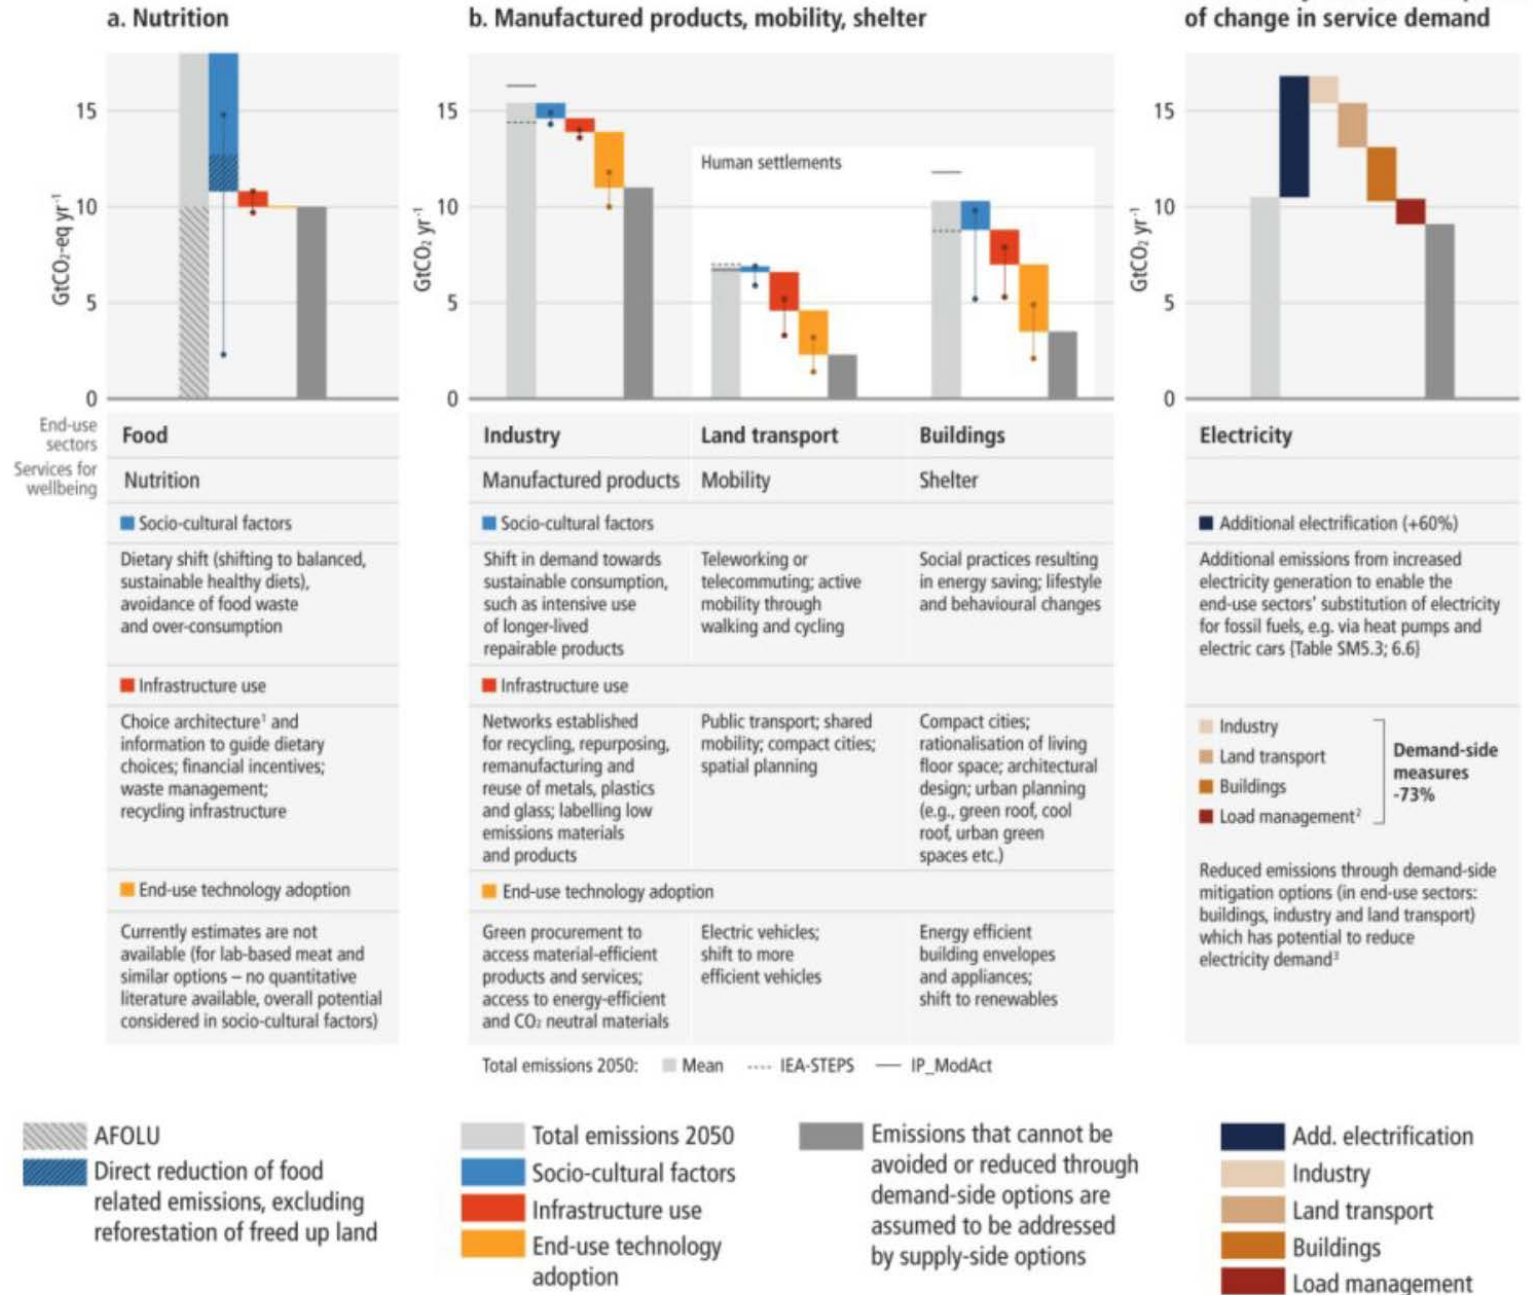 a. Nutrition
b. Manufactured products, mobility, shelter
of change in service demand
15
10
5
0
GtCO₂-eq yr⁻¹
15
10
5
0
GtCO₂ yr⁻¹
Human settlements
15
10
5
0
GtCO₂ yr⁻¹
End-use
sectors
Food
Industry
Land transport
Buildings
Electricity
Services for
wellbeing
Nutrition
Manufactured products
Mobility
Shelter
Socio-cultural factors
Dietary shift (shifting to balanced,
sustainable healthy diets),
avoidance of food waste
and over-consumption
Infrastructure use
Choice architecture¹ and
information to guide dietary
choices; financial incentives;
waste management;
recycling infrastructure
End-use technology adoption
Currently estimates are not
available (for lab-based meat and
similar options – no quantitative
literature available, overall potential
considered in socio-cultural factors)
Socio-cultural factors
Shift in demand towards
sustainable consumption,
such as intensive use
of longer-lived
repairable products
Teleworking or
telecommuting; active
mobility through
walking and cycling
Social practices resulting
in energy saving; lifestyle
and behavioural changes
Infrastructure use
Networks established
for recycling, repurposing,
remanufacturing and
reuse of metals, plastics
and glass; labelling low
emissions materials
and products
Public transport; shared
mobility; compact cities;
spatial planning
Compact cities;
rationalisation of living
floor space; architectural
design; urban planning
(e.g., green roof, cool
roof, urban green
spaces etc.)
End-use technology adoption
Green procurement to
access material-efficient
products and services;
access to energy-efficient
and CO₂ neutral materials
Electric vehicles;
shift to more
efficient vehicles
Energy efficient
building envelopes
and appliances;
shift to renewables
Additional electrification (+60%)
Additional emissions from increased
electricity generation to enable the
end-use sectors' substitution of electricity
for fossil fuels, e.g. via heat pumps and
electric cars {Table SM5.3; 6.6}
Industry
Land transport
Buildings
Load management²
Demand-side
measures
-73%
Reduced emissions through demand-side
mitigation options (in end-use sectors:
buildings, industry and land transport)
which has potential to reduce
electricity demand³
Total emissions 2050: Mean IEA-STEPS IP_ModAct
AFOLU
Direct reduction of food
related emissions, excluding
reforestation of freed up land
Total emissions 2050
Socio-cultural factors
Infrastructure use
End-use technology
adoption
Emissions that cannot be
avoided or reduced through
demand-side options are
assumed to be addressed
by supply-side options
Add. electrification
Industry
Land transport
Buildings
Load management